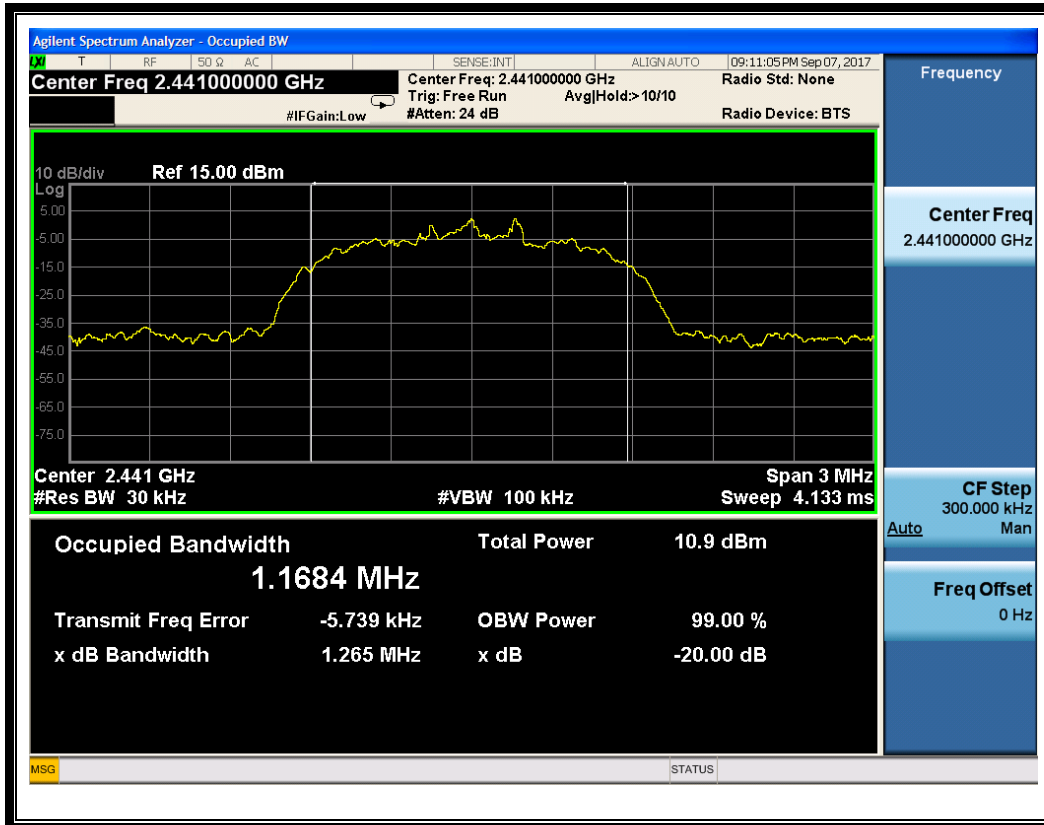 Agilent Spectrum Analyzer - Occupied BW
LXI T RF 50 Ω AC SENSE:INT ALIGN AUTO 09:11:05 PM Sep 07, 2017
Center Freq 2.441000000 GHz
Center Freq: 2.441000000 GHz
Radio Std: None
Trig: Free Run Avg|Hold:>10/10
#IFGain:Low
#Atten: 24 dB
Radio Device: BTS
10 dB/div Ref 15.00 dBm
Log
5.00
-5.00
-15.0
-25.0
-35.0
-45.0
-55.0
-65.0
-75.0
Center 2.441 GHz
Span 3 MHz
#Res BW 30 kHz
#VBW 100 kHz
Sweep 4.133 ms
Occupied Bandwidth
Total Power 10.9 dBm
1.1684 MHz
Transmit Freq Error -5.739 kHz
OBW Power 99.00 %
x dB Bandwidth 1.265 MHz
x dB -20.00 dB
Frequency
Center Freq
2.441000000 GHz
CF Step
300.000 kHz
Auto Man
Freq Offset
0 Hz
MSG
STATUS